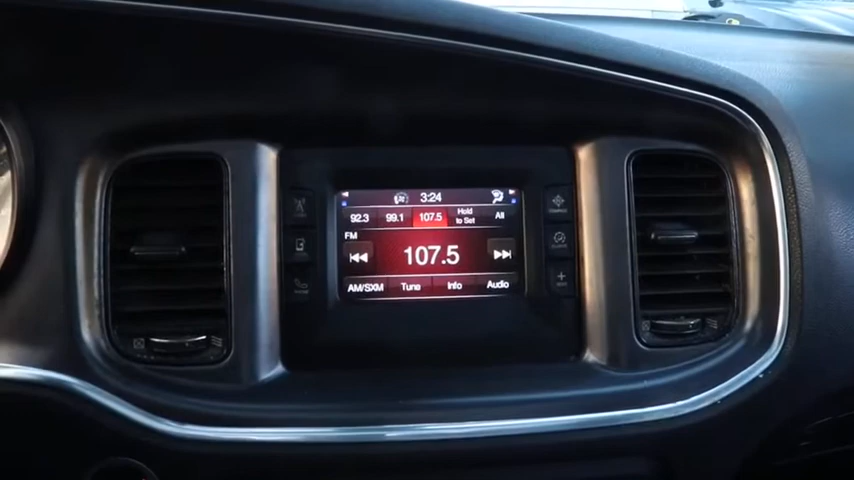 3:24
92.3 99.1 107.5 Hold to Set All
FM
107.5
AM/SXM Tune Info Audio